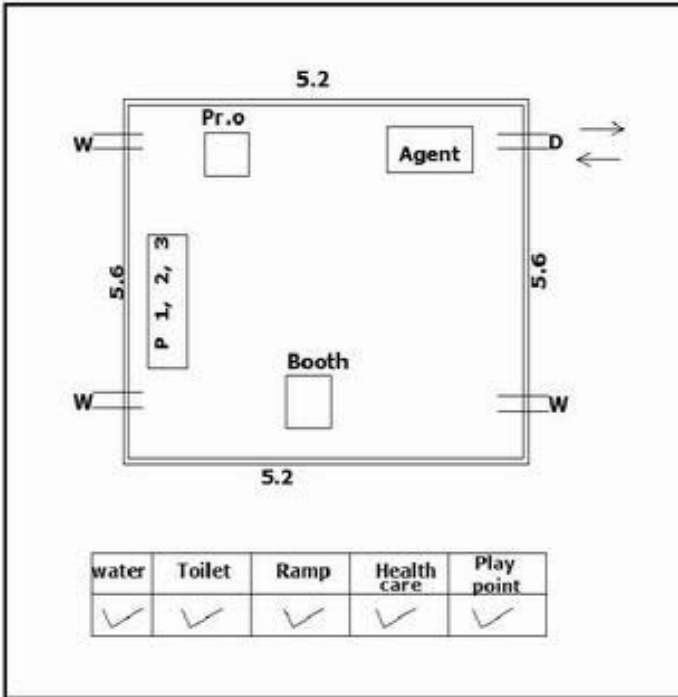 5.2
Pr.o
Agent
W
D
P 1, 2, 3
5.6
5.6
Booth
W
W
5.2
water Toilet Ramp Health care Play point